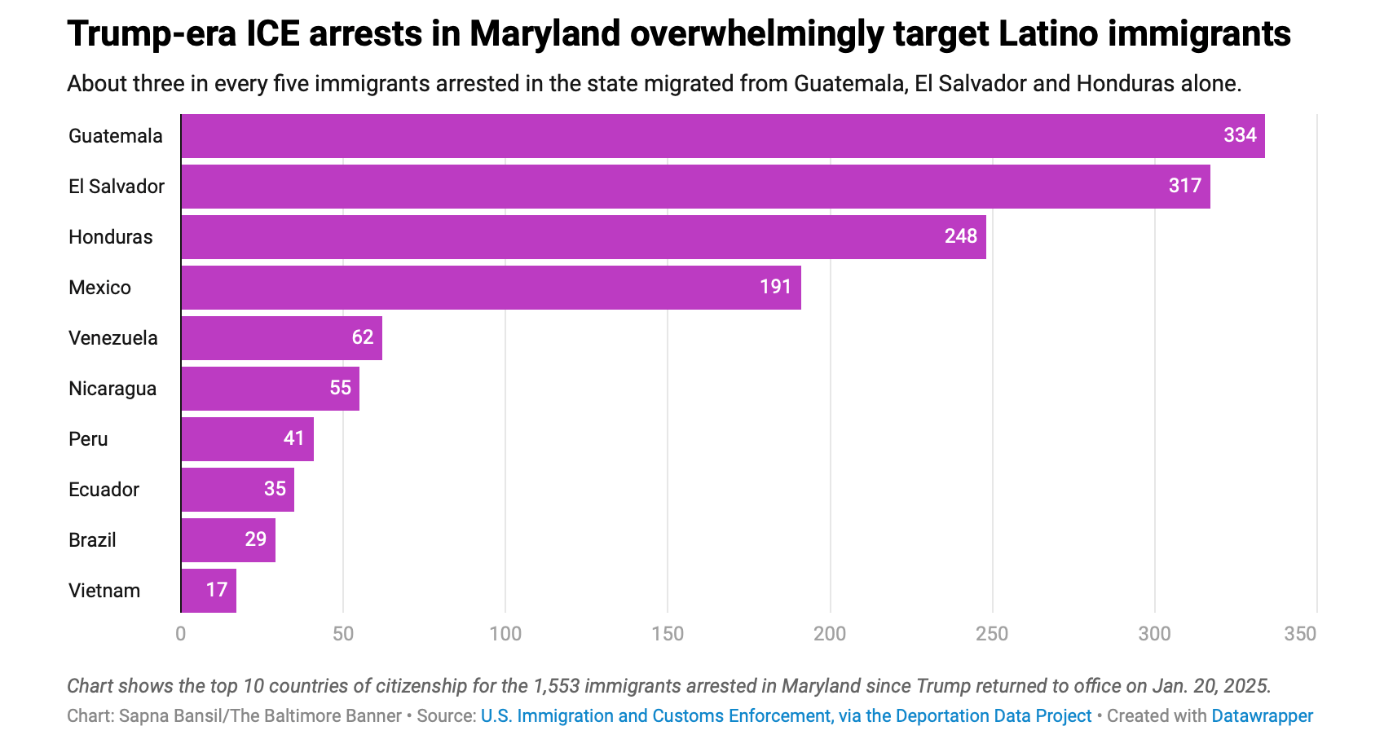 Trump-era ICE arrests in Maryland overwhelmingly target Latino immigrants
About three in every five immigrants arrested in the state migrated from Guatemala, El Salvador and Honduras alone.
Guatemala 334
El Salvador 317
Honduras 248
Mexico 191
Venezuela 62
Nicaragua 55
Peru 41
Ecuador 35
Brazil 29
Vietnam 17
0 50 100 150 200 250 300 350
Chart shows the top 10 countries of citizenship for the 1,553 immigrants arrested in Maryland since Trump returned to office on Jan. 20, 2025.
Chart: Sapna Bansil/The Baltimore Banner • Source: U.S. Immigration and Customs Enforcement, via the Deportation Data Project • Created with Datawrapper